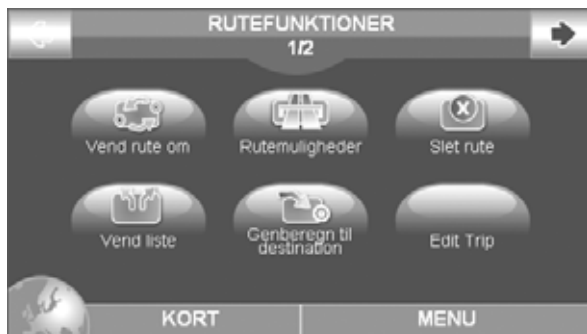 RUTEFUNKTIONER
1/2
Vend rute om
Rutemuligheder
Slet rute
Vend liste
Genberegn til
destination
Edit Trip
KORT
MENU